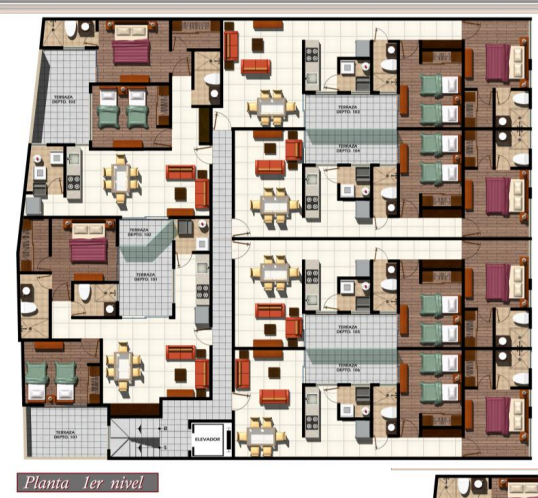 TERRAZA
DEPTO. 102
TERRAZA
DEPTO. 103
TERRAZA
DEPTO. 104
TERRAZA
DEPTO. 102
TERRAZA
DEPTO. 101
TERRAZA
DEPTO. 105
TERRAZA
DEPTO. 106
TERRAZA
DEPTO. 101
ELEVADOR
Planta 1er nivel